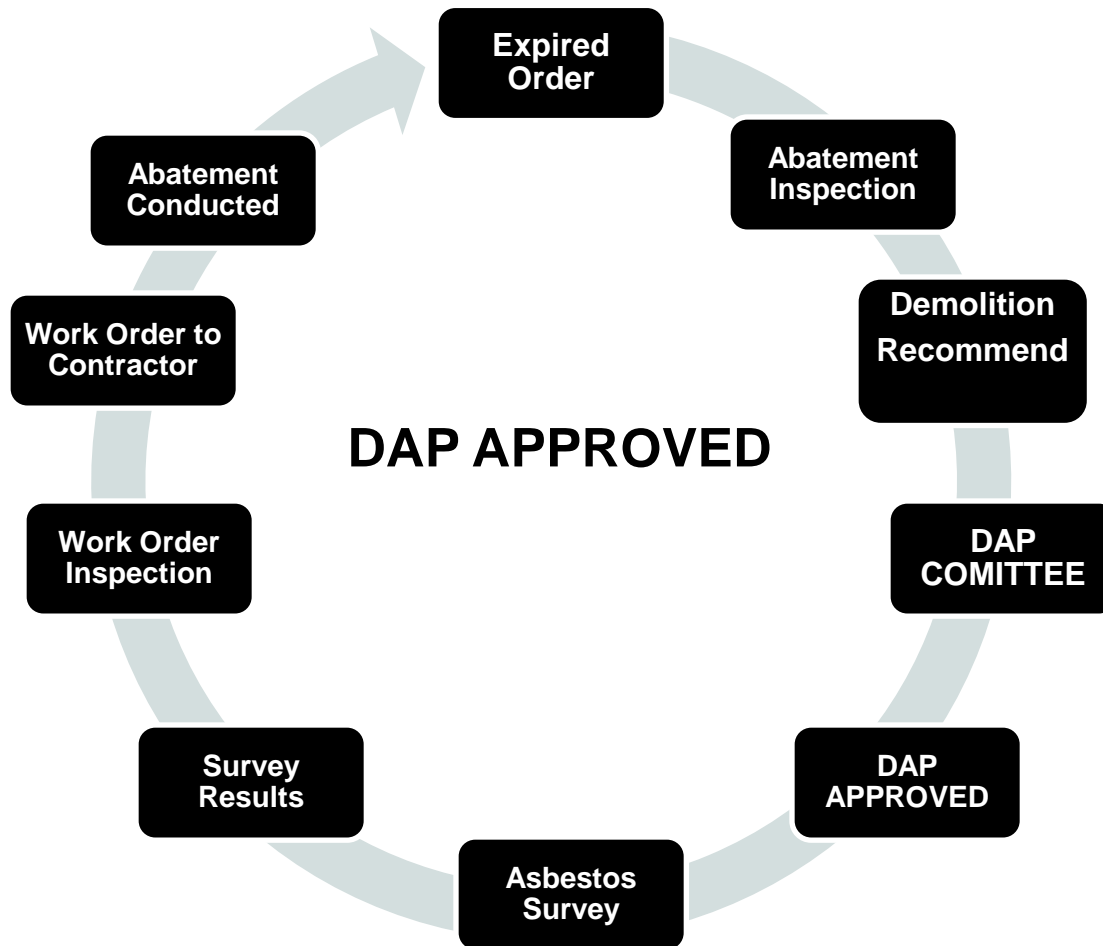 Expired
Order
Abatement
Inspection
Demolition
Recommend
DAP
COMITTEE
DAP
APPROVED
Asbestos
Survey
Survey
Results
Work Order
Inspection
Work Order to
Contractor
Abatement
Conducted
DAP APPROVED